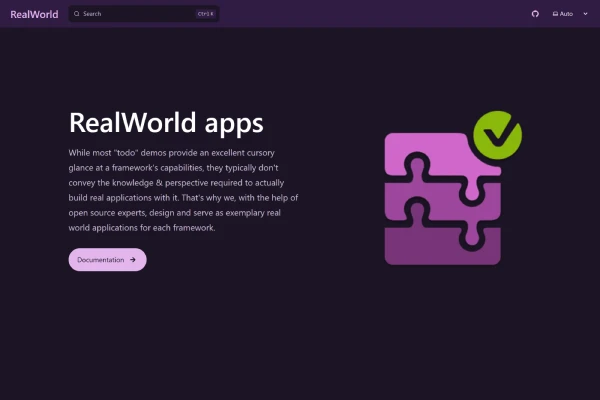 RealWorld
Search
Ctrl K
Auto
RealWorld apps
While most "todo" demos provide an excellent cursory
glance at a framework's capabilities, they typically don't
convey the knowledge & perspective required to actually
build real applications with it. That's why we, with the help of
open source experts, design and serve as exemplary real
world applications for each framework.
Documentation